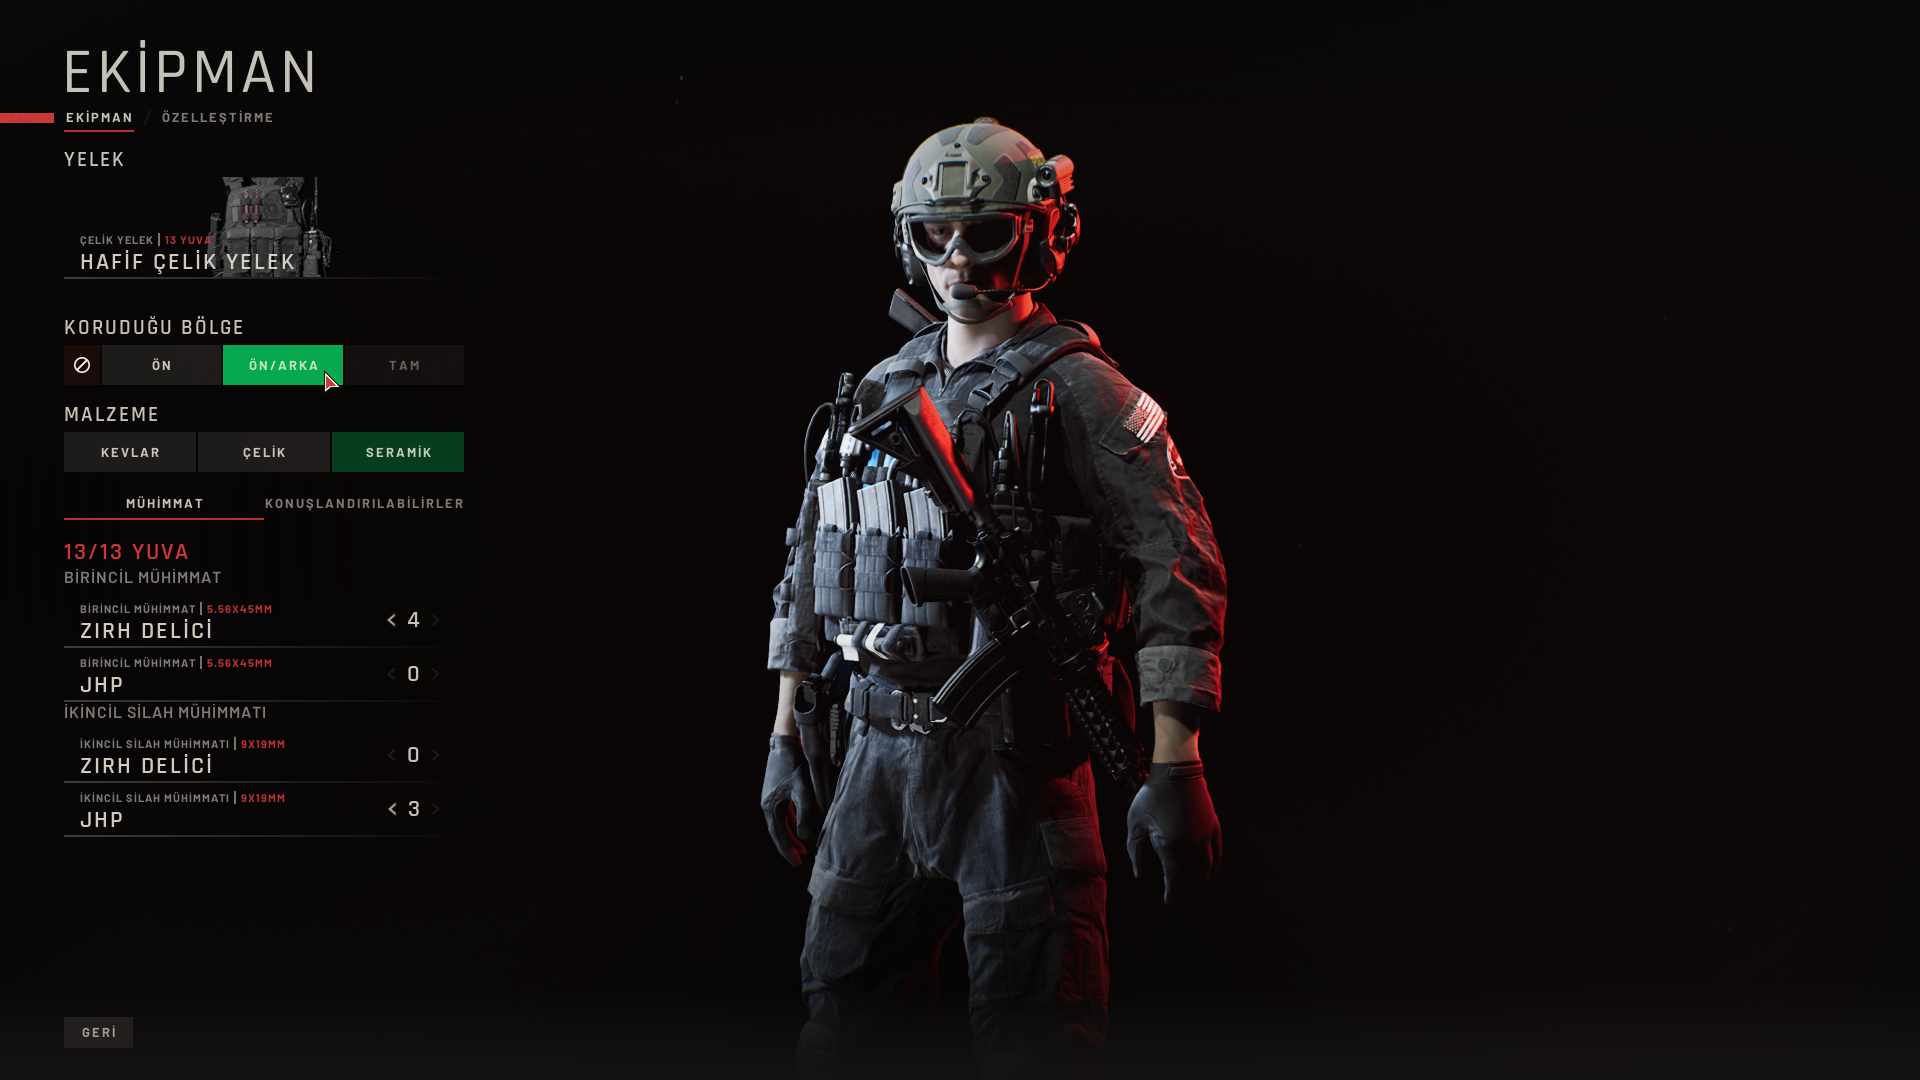 EKİPMAN
EKİPMAN / ÖZELLEŞTİRME
YELEK
ÇELİK YELEK | 13 YUVA
HAFİF ÇELİK YELEK
KORUDUĞU BÖLGE
ÖN ÖN/ARKA TAM
MALZEME
KEVLAR ÇELİK SERAMİK
MÜHİMMAT KONUŞLANDIRILABİLİRLER
13/13 YUVA
BİRİNCİL MÜHİMMAT
BİRİNCİL MÜHİMMAT | 5.56X45MM
ZIRH DELİCİ < 4 >
BİRİNCİL MÜHİMMAT | 5.56X45MM
JHP < 0 >
İKİNCİL SİLAH MÜHİMMATI
İKİNCİL SİLAH MÜHİMMATI | 9X19MM
ZIRH DELİCİ < 0 >
İKİNCİL SİLAH MÜHİMMATI | 9X19MM
JHP < 3 >
GERİ